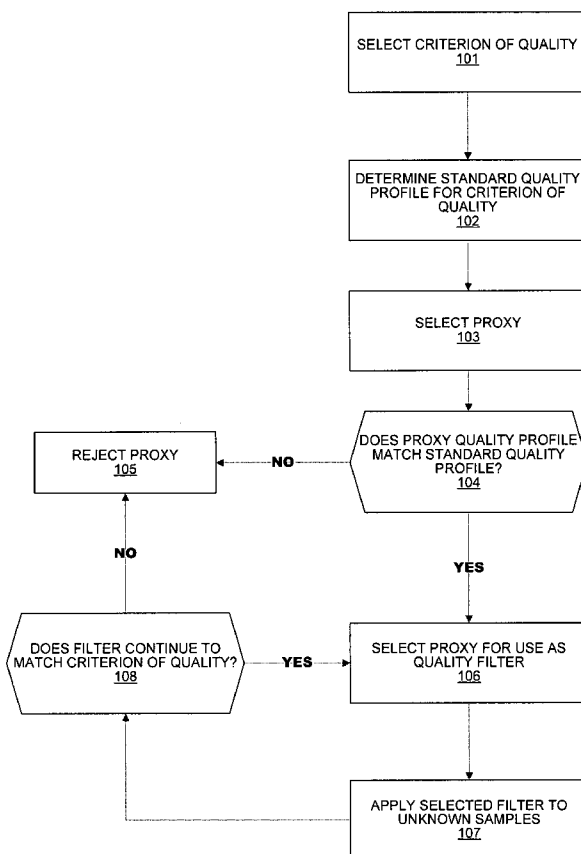 SELECT CRITERION OF QUALITY
101
DETERMINE STANDARD QUALITY
PROFILE FOR CRITERION OF
QUALITY
102
SELECT PROXY
103
DOES PROXY QUALITY PROFILE
MATCH STANDARD QUALITY
PROFILE?
104
NO
REJECT PROXY
105
YES
NO
DOES FILTER CONTINUE TO
MATCH CRITERION OF QUALITY?
108
YES
SELECT PROXY FOR USE AS
QUALITY FILTER
106
APPLY SELECTED FILTER TO
UNKNOWN SAMPLES
107